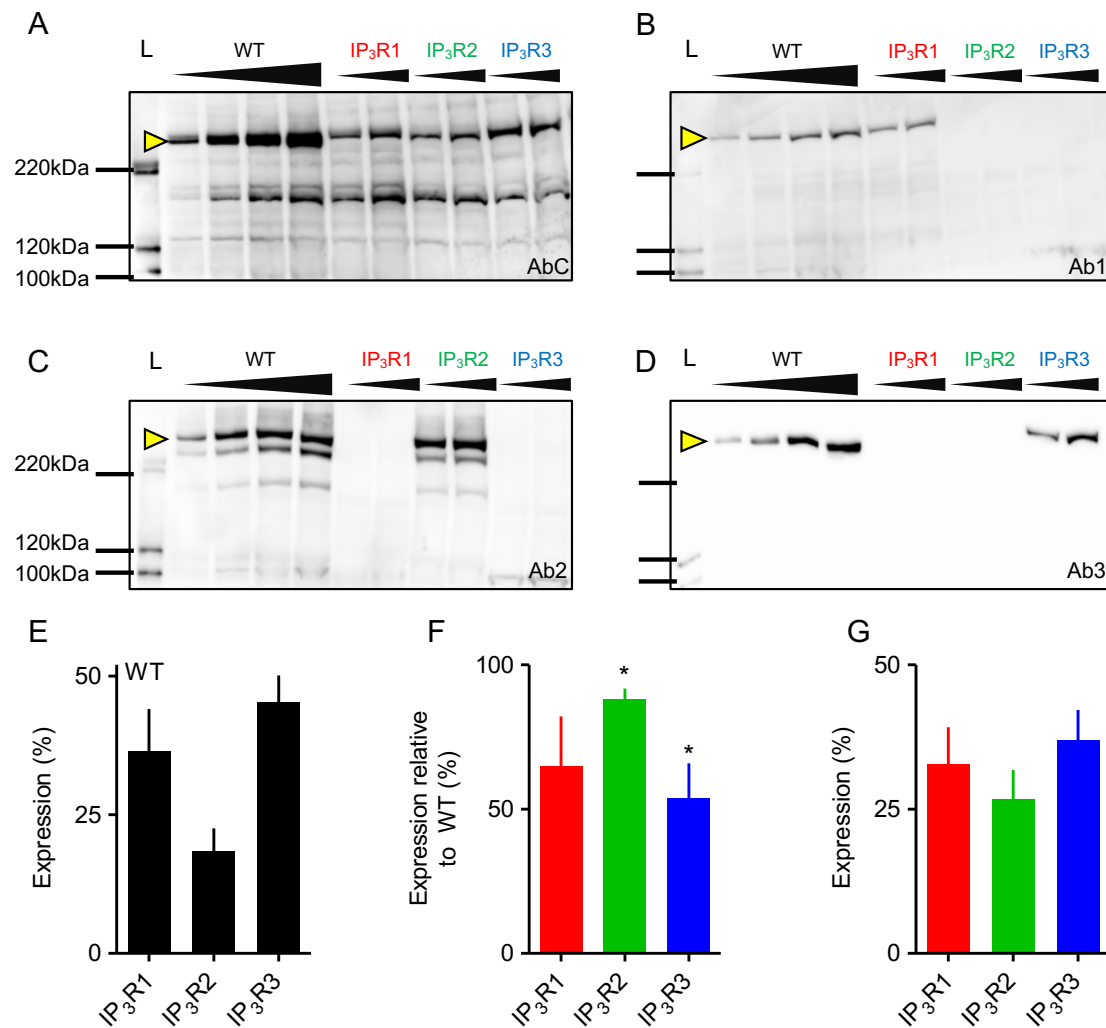 A
B
L
WT
IP₃R1
IP₃R2
IP₃R3
WT
IP₃R1
IP₃R2
IP₃R3
220kDa
120kDa
100kDa
AbC
Ab1
C
L
WT
IP₃R1
IP₃R2
IP₃R3
D
L
WT
IP₃R1
IP₃R2
IP₃R3
220kDa
120kDa
100kDa
Ab2
Ab3
E
50
WT
25
0
Expression (%)
IP₃R1
IP₃R2
IP₃R3
F
100
50
0
Expression relative
to WT (%)
*
*
IP₃R1
IP₃R2
IP₃R3
G
50
25
0
Expression (%)
IP₃R1
IP₃R2
IP₃R3